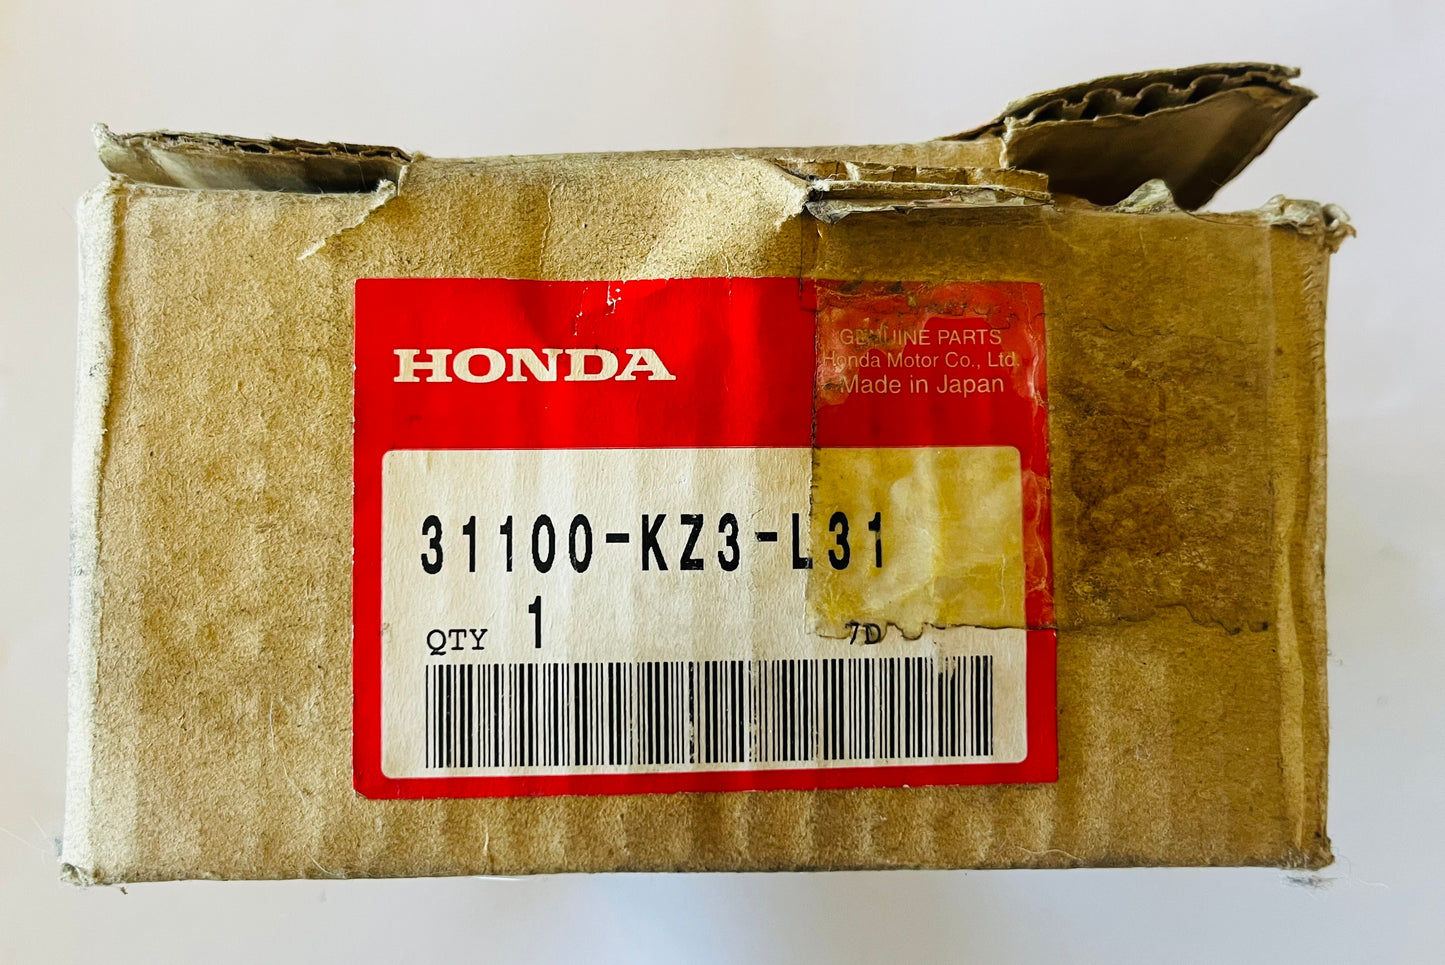 HONDA
GENUINE PARTS
Honda Motor Co., Ltd.
Made in Japan
31100-KZ3-L31
QTY 1 7D